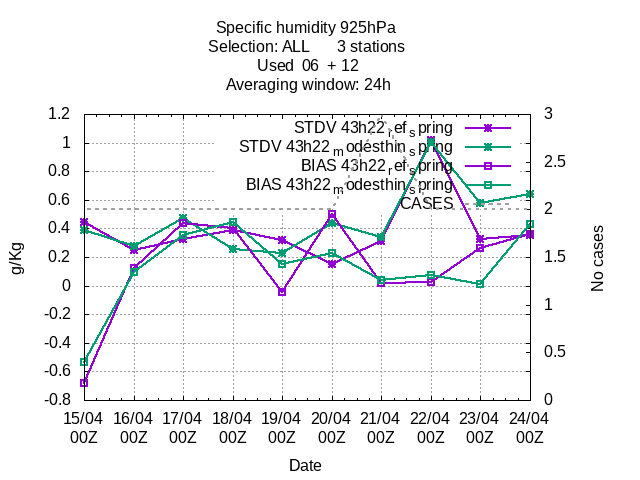 Specific humidity 925hPa
Selection: ALL 3 stations
Used 06 + 12
Averaging window: 24h
1.2
1
0.8
0.6
0.4
0.2
0
-0.2
-0.4
-0.6
-0.8
g/Kg
3
2.5
2
1.5
1
0.5
0
No cases
STDV 43h22refspring
STDV 43h22modesthinspring
BIAS 43h22refspring
BIAS 43h22modesthinspring
CASES
15/04 16/04 17/04 18/04 19/04 20/04 21/04 22/04 23/04 24/04
00Z 00Z 00Z 00Z 00Z 00Z 00Z 00Z 00Z 00Z
Date